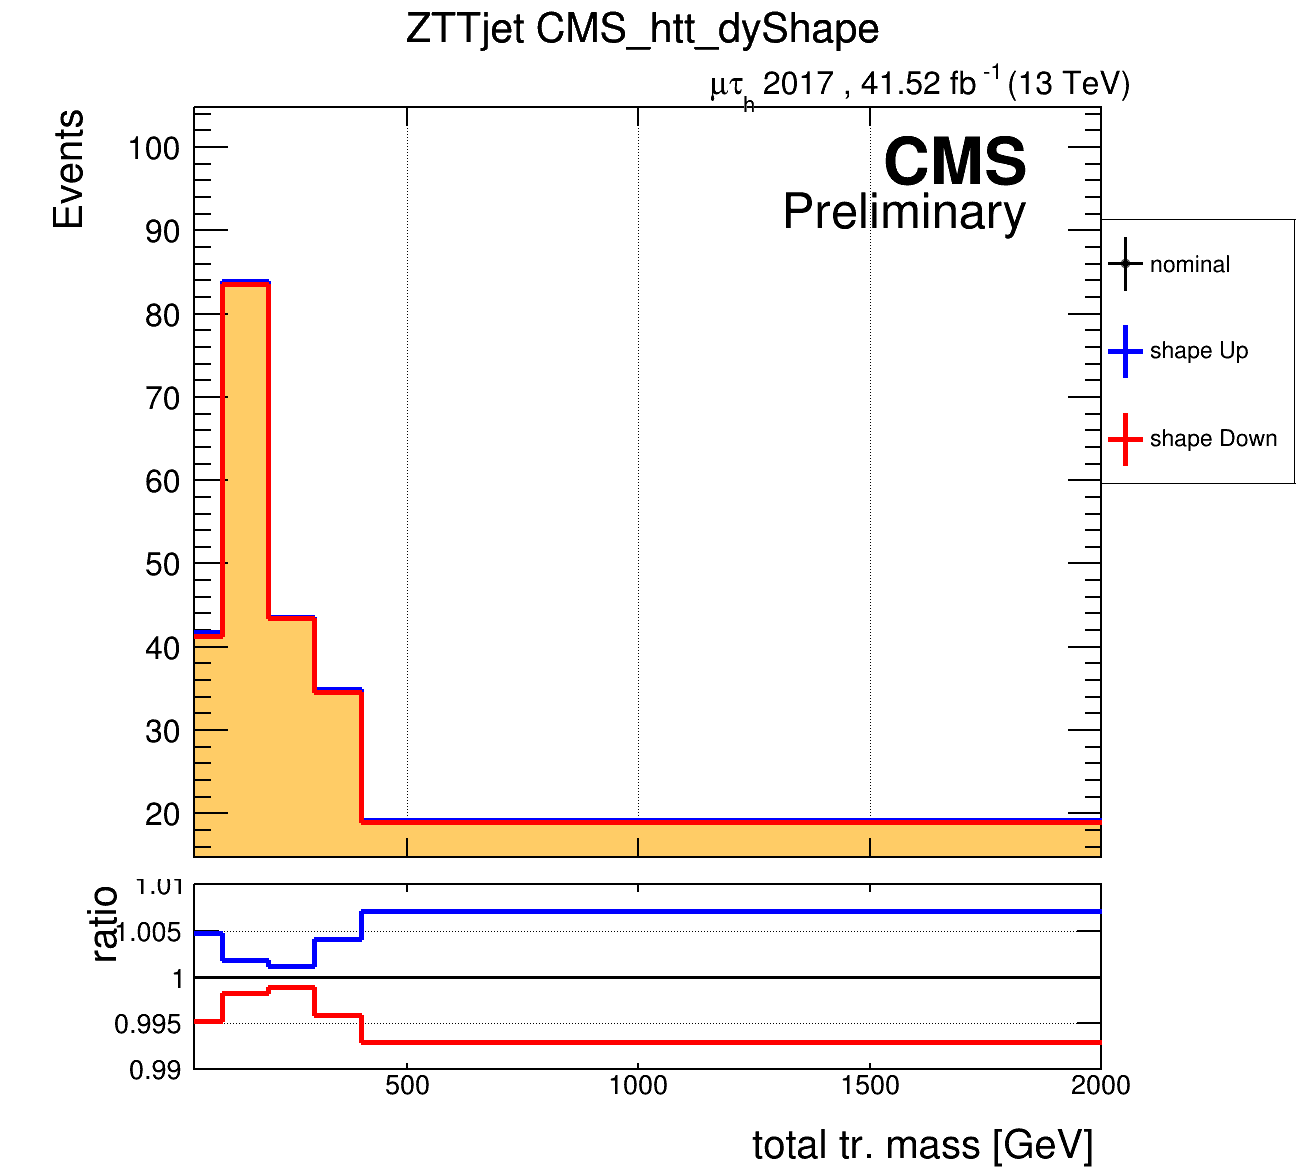 ZTTjet CMS_htt_dyShape
μτh 2017 , 41.52 fb-1 (13 TeV)
Events
100
90
80
70
60
50
40
30
20
CMS
Preliminary
nominal
shape Up
shape Down
ratio
1.01
1.005
1
0.995
0.99
500
1000
1500
2000
total tr. mass [GeV]